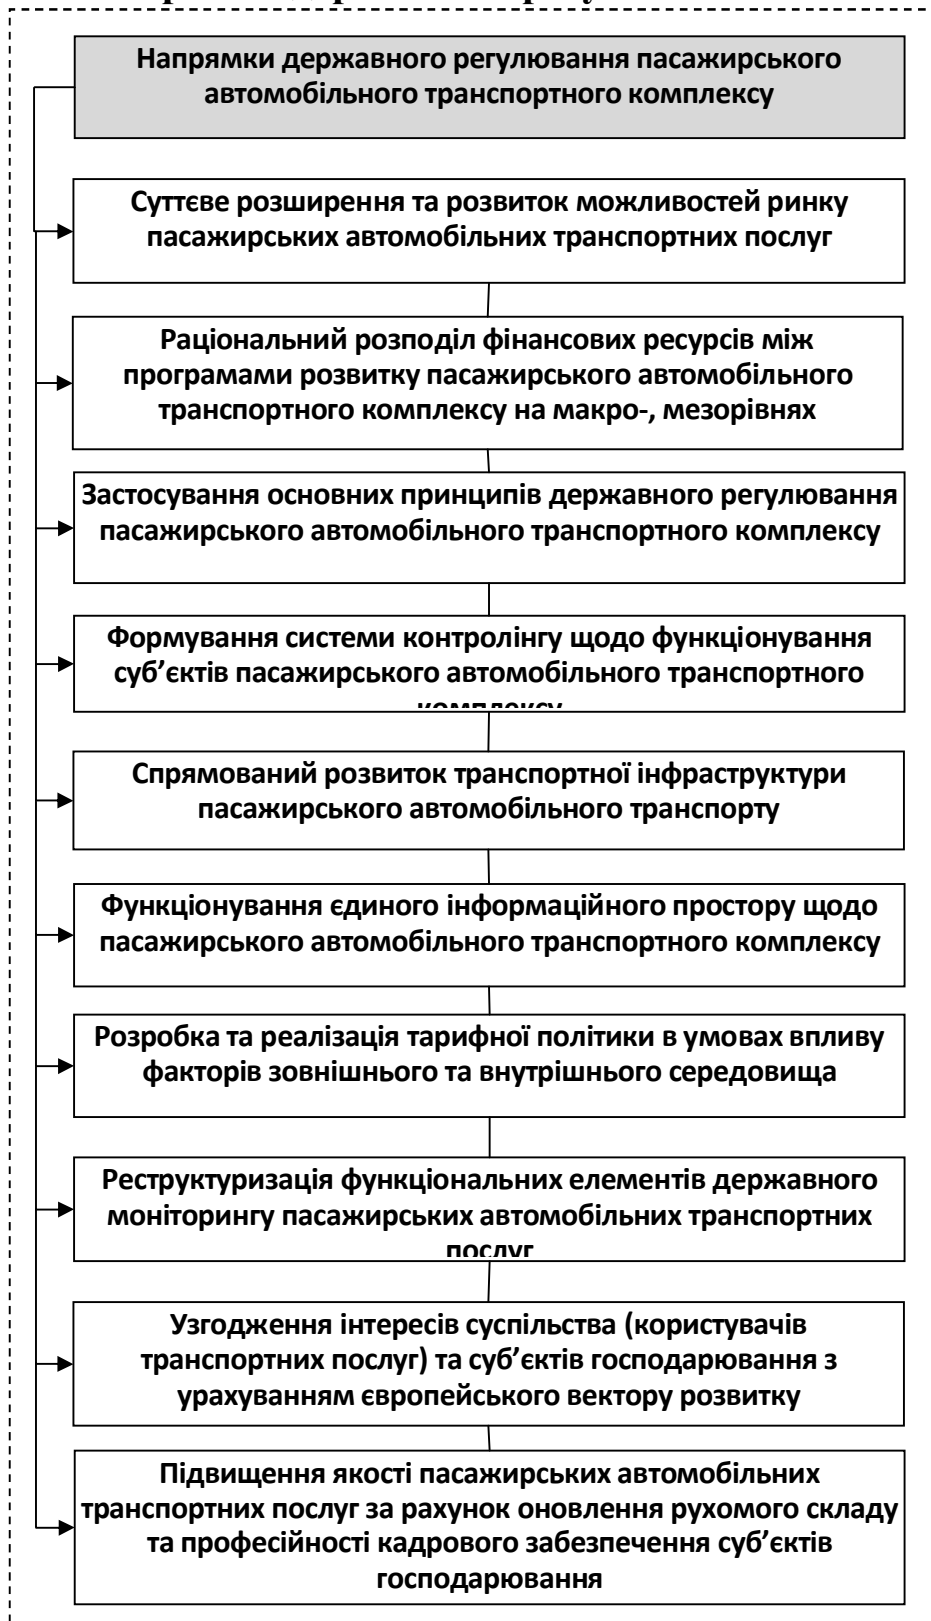 Напрямки державного регулювання пасажирського
автомобільного транспортного комплексу
Суттєве розширення та розвиток можливостей ринку
пасажирських автомобільних транспортних послуг
Раціональний розподіл фінансових ресурсів між
програмами розвитку пасажирського автомобільного
транспортного комплексу на макро-, мезорівнях
Застосування основних принципів державного регулювання
пасажирського автомобільного транспортного комплексу
Формування системи контролінгу щодо функціонування
суб’єктів пасажирського автомобільного транспортного
комплексу
Спрямований розвиток транспортної інфраструктури
пасажирського автомобільного транспорту
Функціонування єдиного інформаційного простору щодо
пасажирського автомобільного транспортного комплексу
Розробка та реалізація тарифної політики в умовах впливу
факторів зовнішнього та внутрішнього середовища
Реструктуризація функціональних елементів державного
моніторингу пасажирських автомобільних транспортних
послуг
Узгодження інтересів суспільства (користувачів
транспортних послуг) та суб’єктів господарювання з
урахуванням європейського вектору розвитку
Підвищення якості пасажирських автомобільних
транспортних послуг за рахунок оновлення рухомого складу
та професійності кадрового забезпечення суб’єктів
господарювання